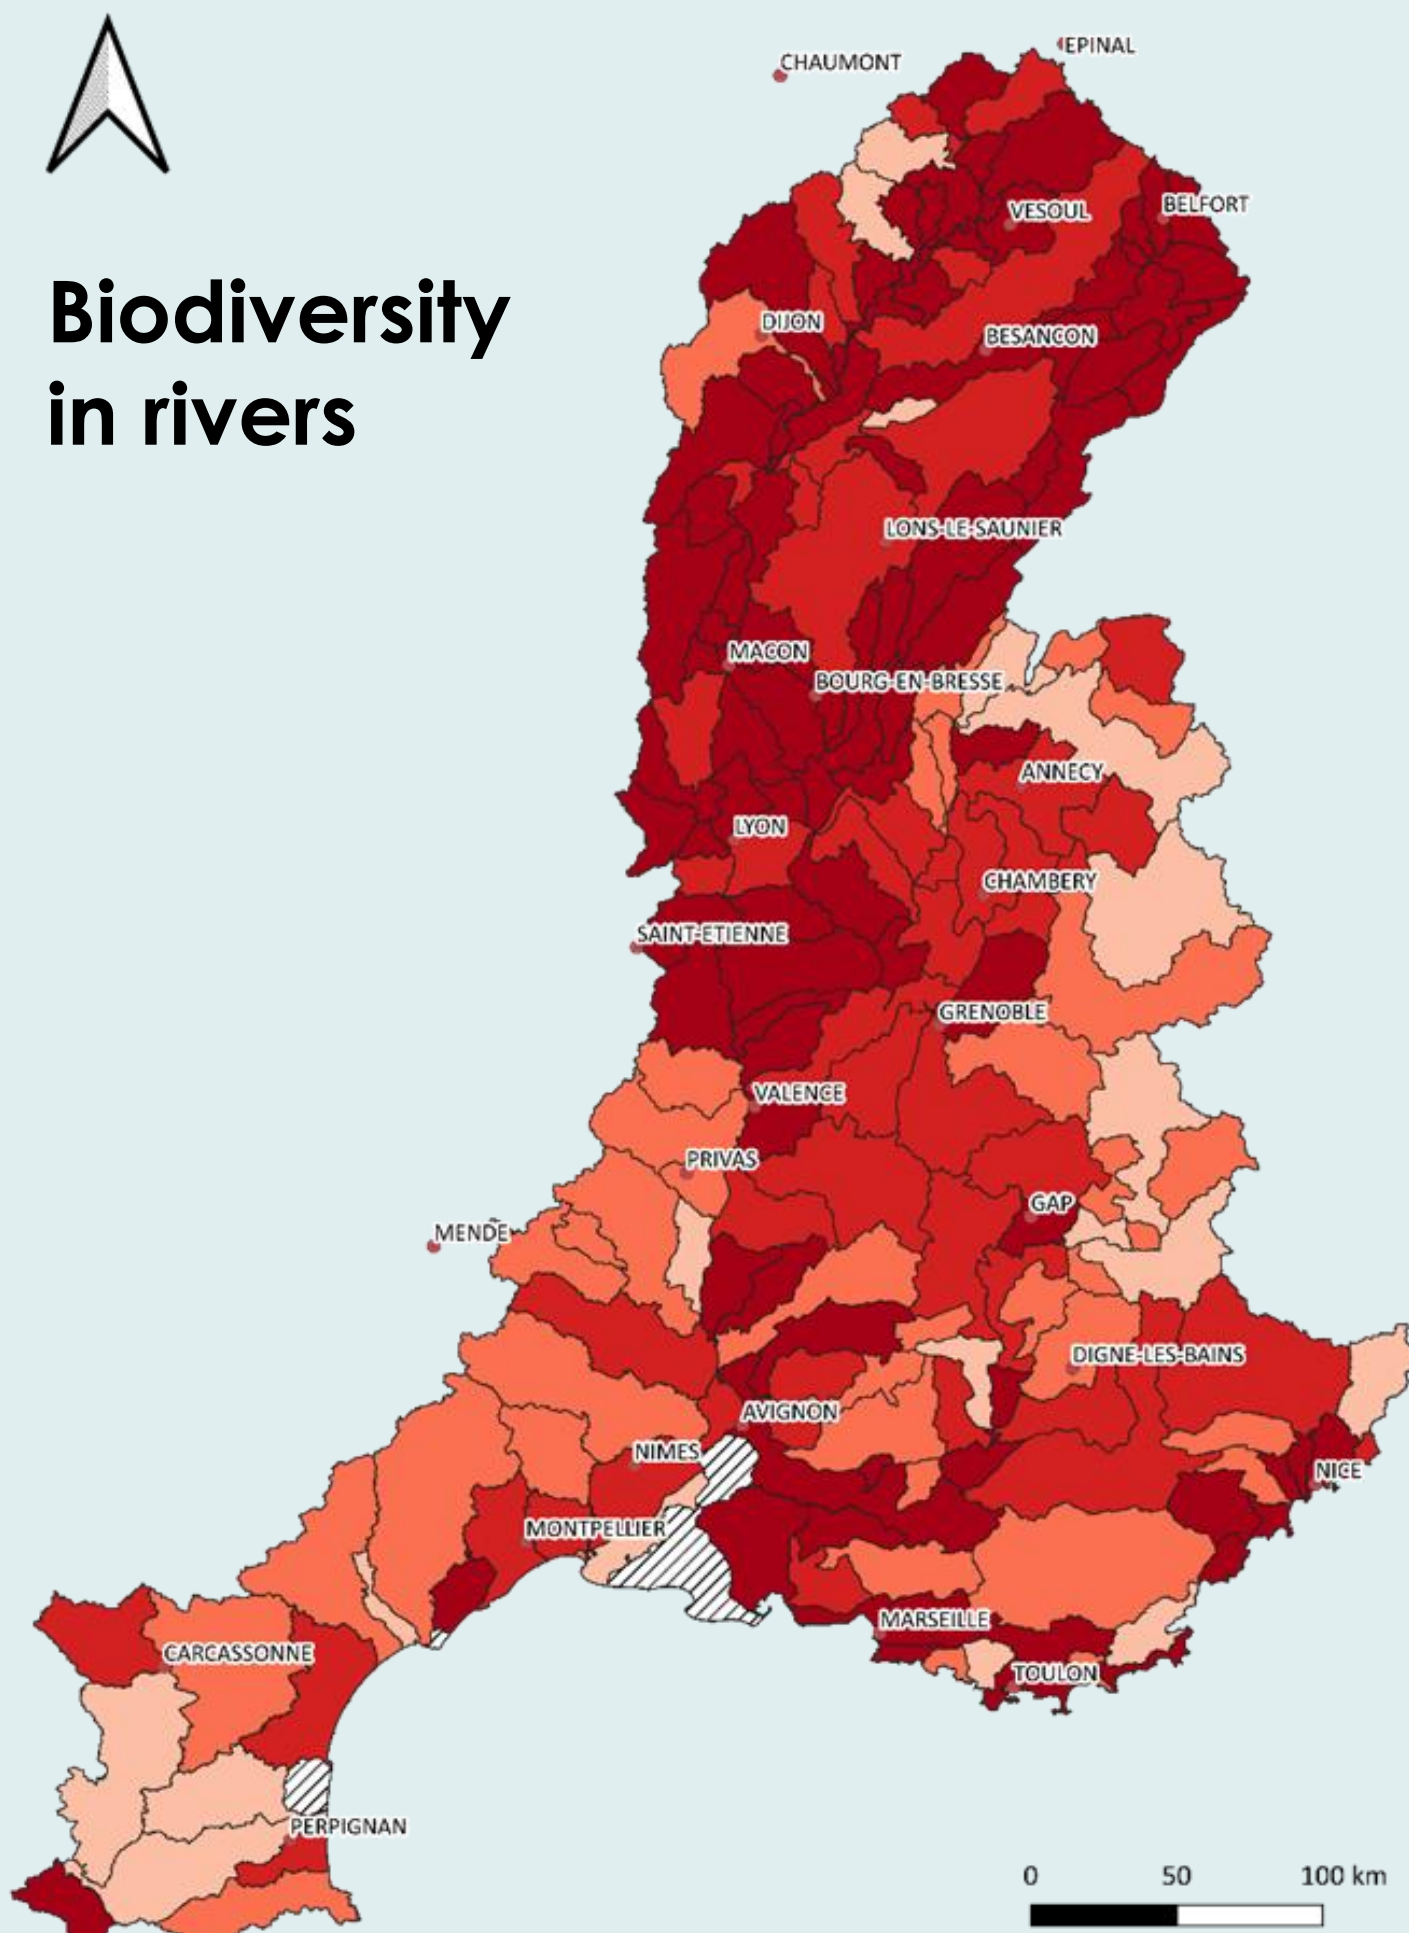 CHAUMONT
EPINAL
VESOUL
BELFORT
Biodiversity
in rivers
DIJON
BESANCON
LONS-LE-SAUNIER
MACON
BOURG-EN-BRESSE
ANNECY
LYON
CHAMBERY
SAINT-ETIENNE
GRENOBLE
VALENCE
PRIVAS
GAP
MENDE
DIGNE-LES-BAINS
AVIGNON
NIMES
NICE
MONTPELLIER
MARSEILLE
CARCASSONNE
TOULON
PERPIGNAN
0 50 100 km